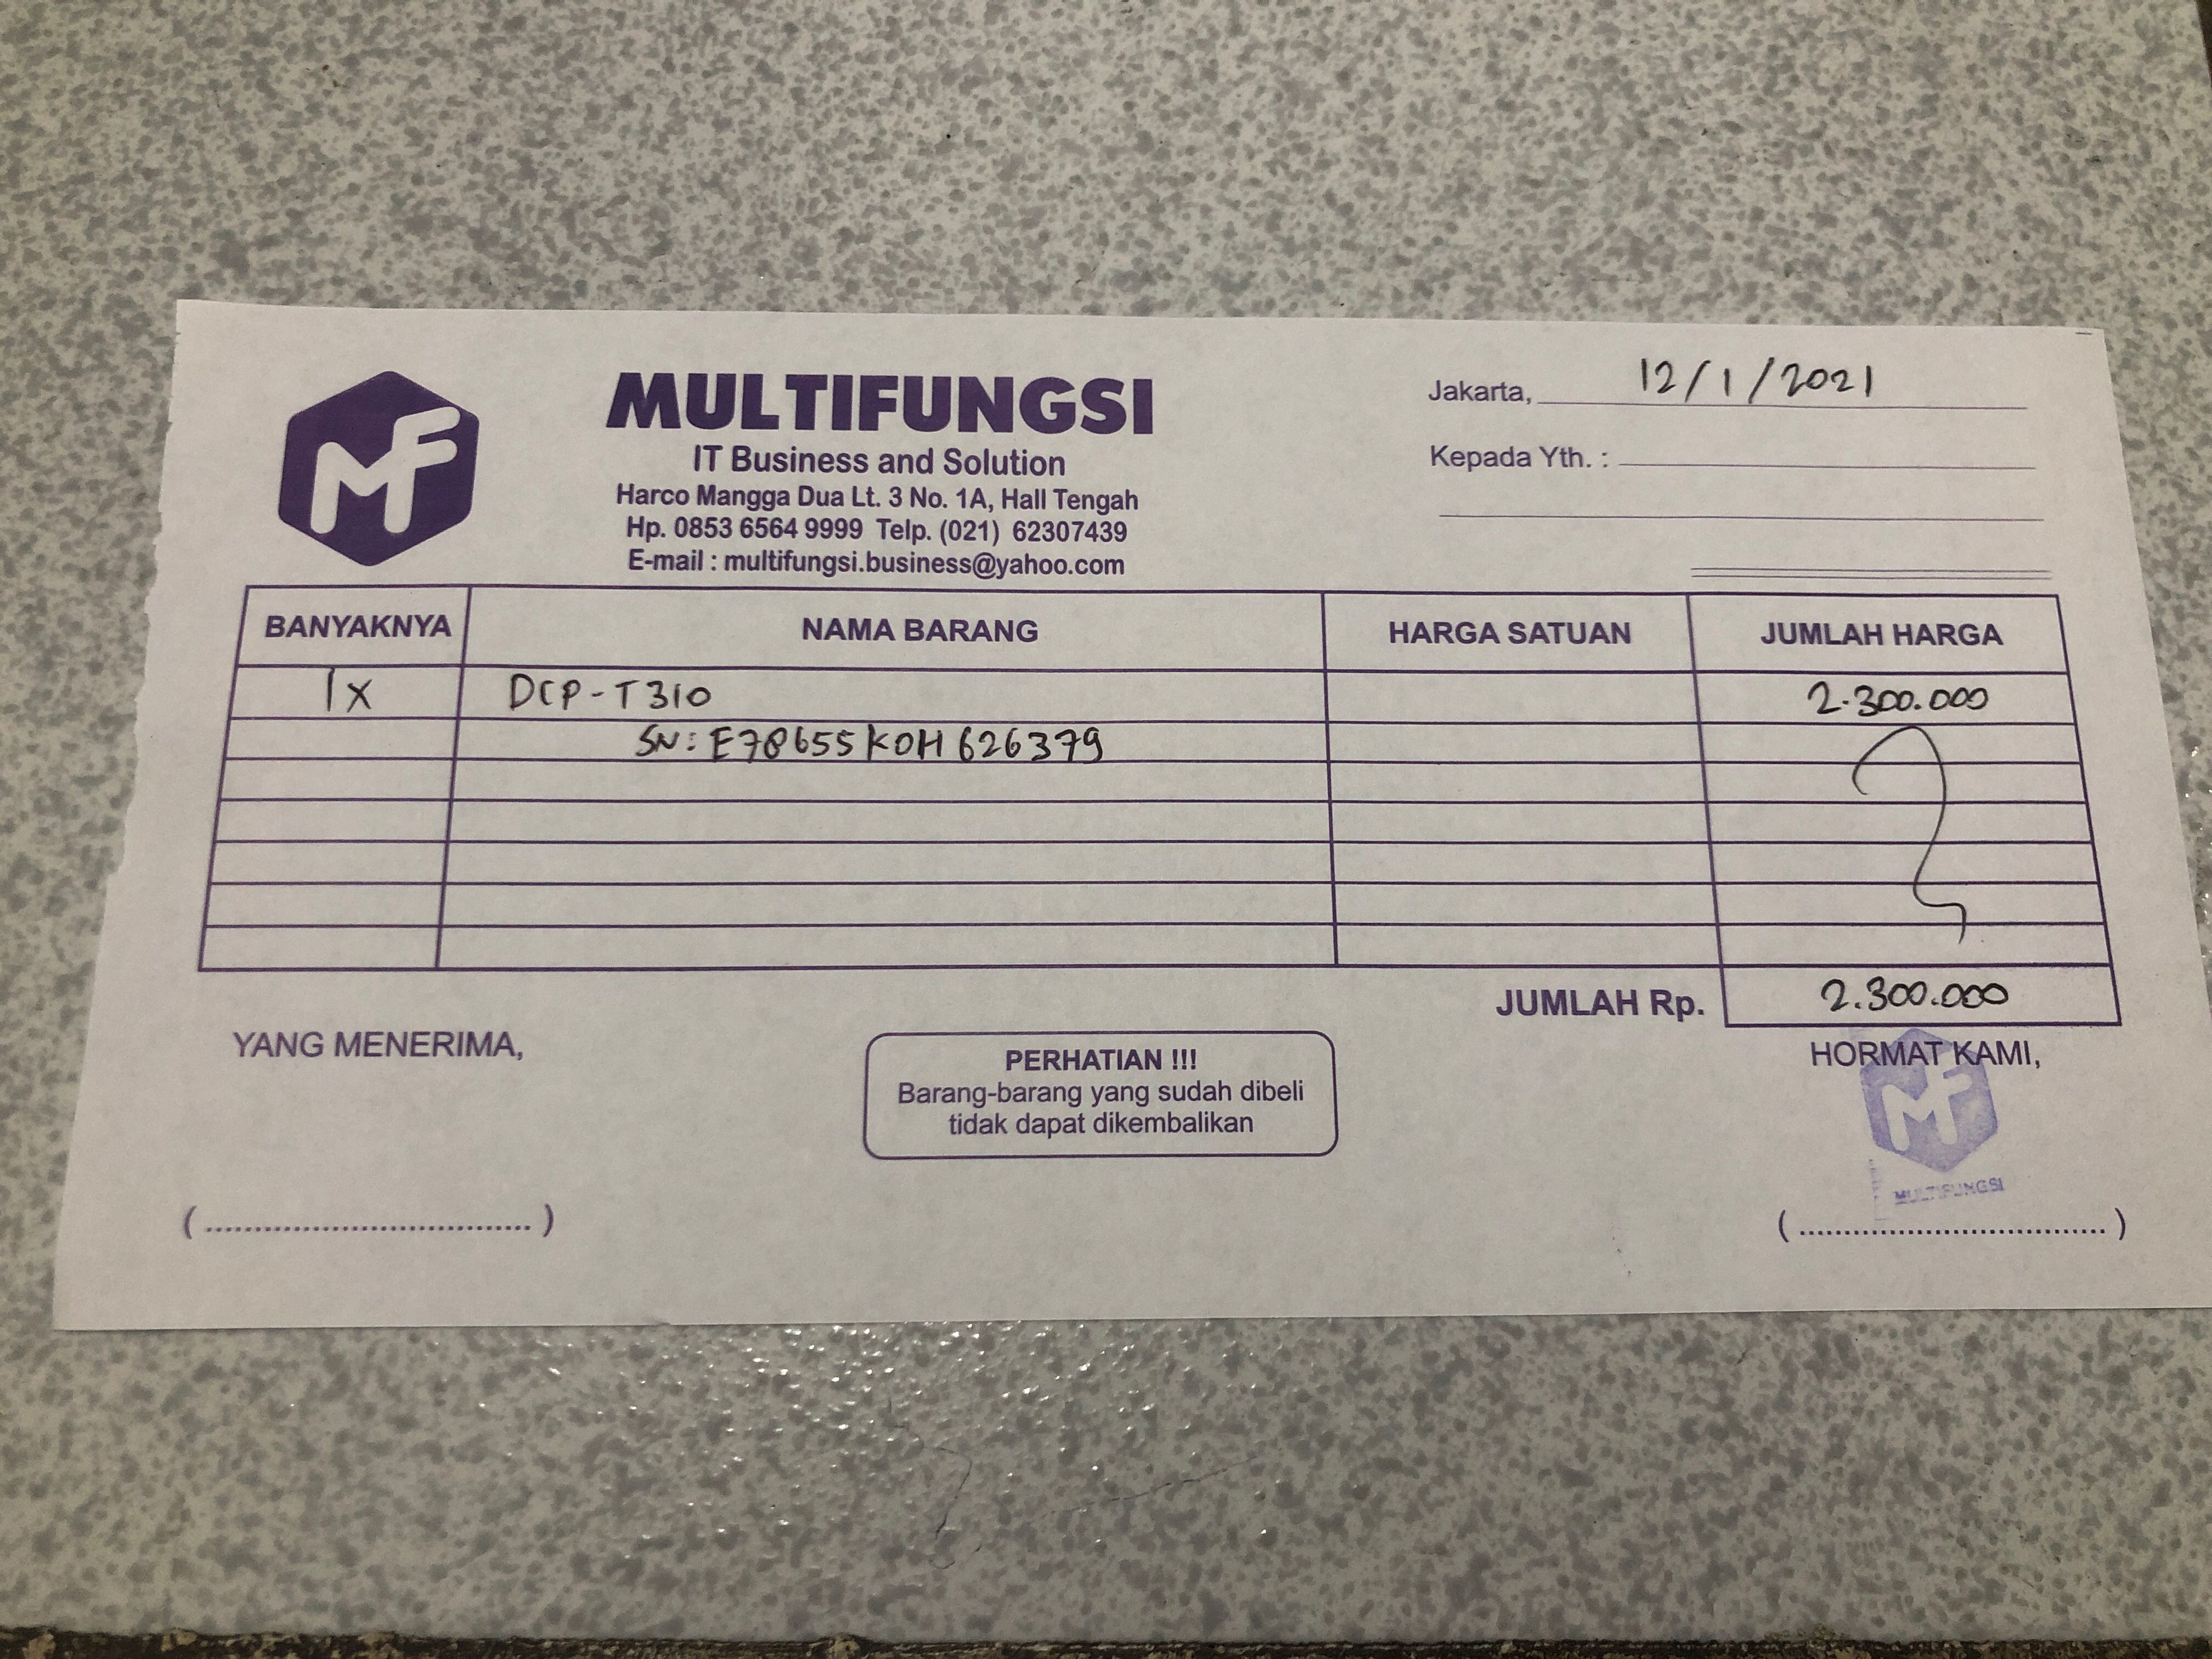 MF
MULTIFUNGSI
IT Business and Solution
Harco Mangga Dua Lt. 3 No. 1A, Hall Tengah
Hp. 0853 6564 9999 Telp. (021) 62307439
E-mail : multifungsi.business@yahoo.com
Jakarta, 12/1/2021
Kepada Yth. :
BANYAKNYA NAMA BARANG HARGA SATUAN JUMLAH HARGA
1x DCP-T310 2.300.000
SN: E78655K0H626379
JUMLAH Rp. 2.300.000
YANG MENERIMA,
PERHATIAN !!!
Barang-barang yang sudah dibeli
tidak dapat dikembalikan
HORMAT KAMI,
MF
MULTIFUNGSI
(..................................)
(..................................)